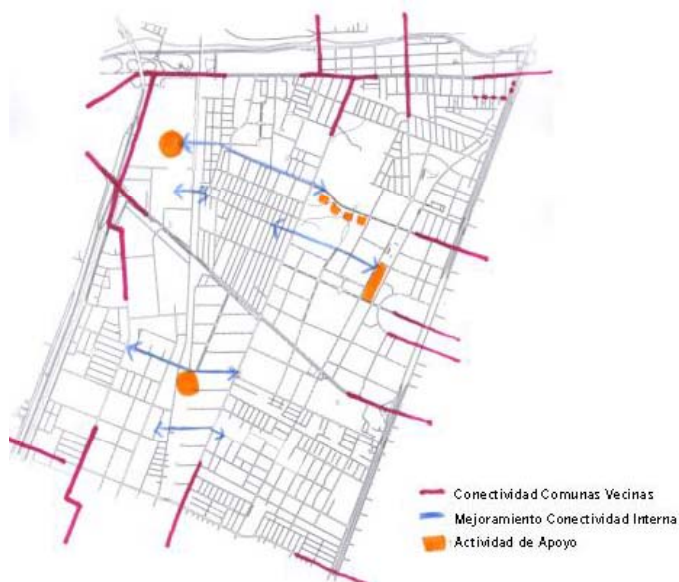 Conectividad Comunas Vecinas
Mejoramiento Conectividad Interna
Actividad de Apoyo